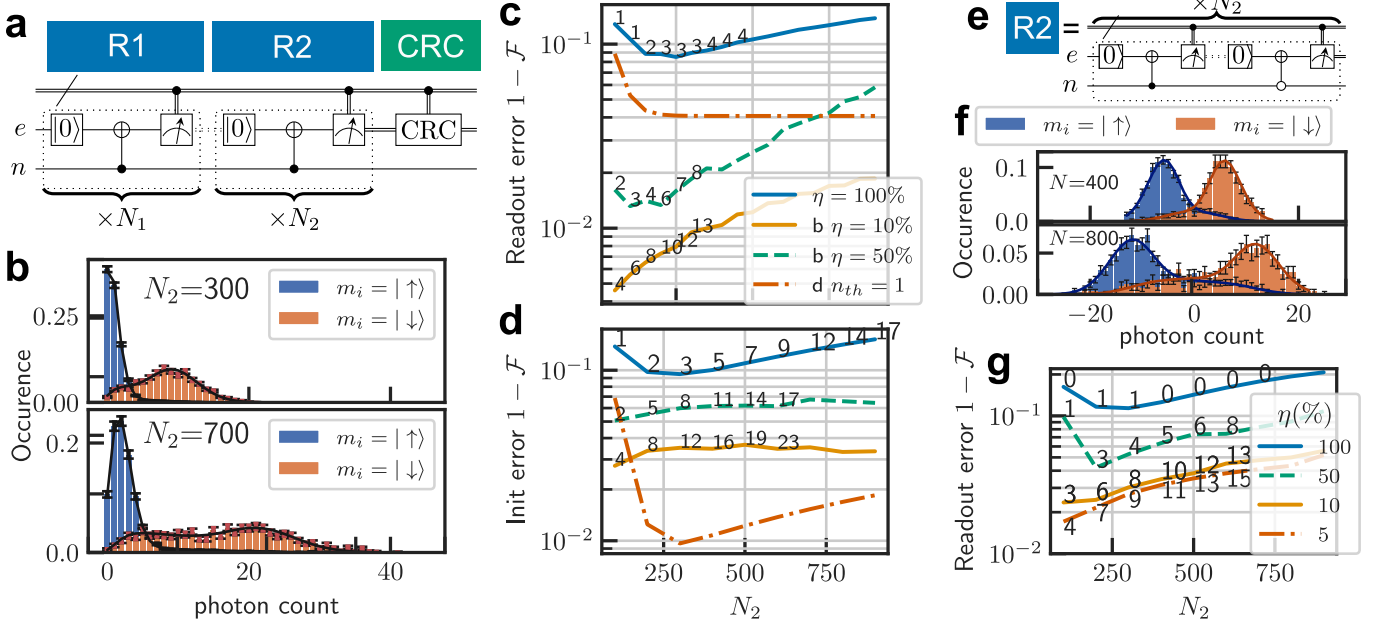 a
R1
R2
CRC
e
|0⟩
|0⟩
CRC
n
×N₁
×N₂
b
N₂=300
mᵢ = | ↑⟩
mᵢ = | ↓⟩
0.25
0.00
N₂=700
mᵢ = | ↑⟩
mᵢ = | ↓⟩
0.2
0.0
Occurence
0 20 40
photon count
c
Readout error 1 − F
10⁻¹
10⁻²
1 1 2 3 3 3 4 4 4
2 3 4 6 7 8
4 6 8 10 12 13
η = 100%
b η = 10%
b η = 50%
d nₜₕ = 1
d
Init error 1 − F
10⁻¹
10⁻²
1 2 3 5 7 9 12 14 17
2 5 8 11 14 17
4 8 12 16 19 23
250 500 750
N₂
e
R2
=
×N₂
e
|0⟩
|0⟩
n
f
mᵢ = | ↑⟩
mᵢ = | ↓⟩
Occurence
0.1
0.0
N=400
0.05
0.00
N=800
−20 0 20
photon count
g
Readout error 1 − F
10⁻¹
10⁻²
0 1 1 0 0 0 0
1 3 4 5 6 8
3 6 8 10 12 13
4 7 9 11 13 15
η(%)
100
50
10
5
250 500 750
N₂